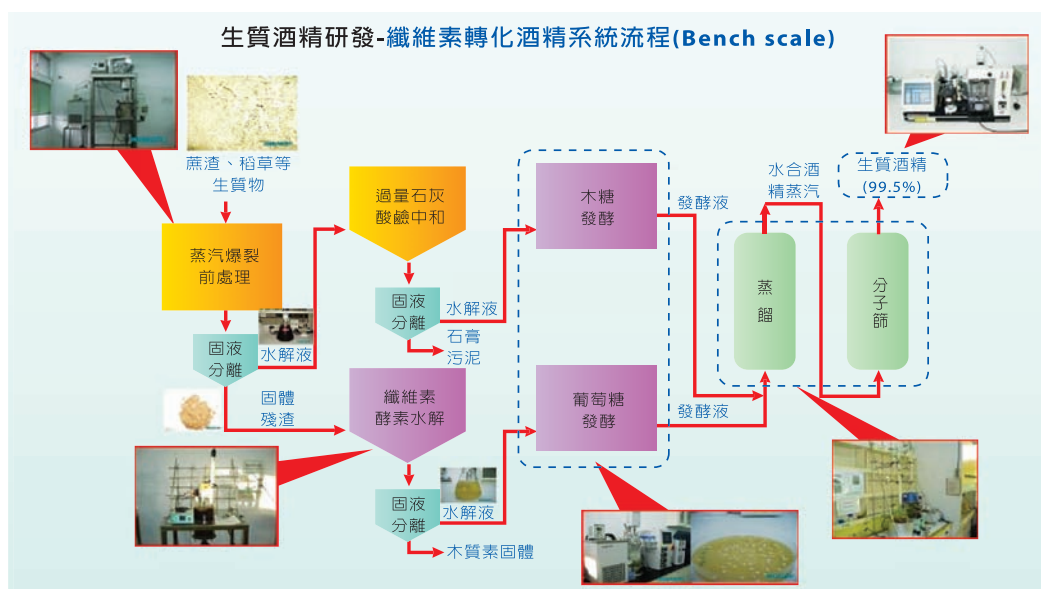 生質酒精研發-纖維素轉化酒精系統流程(Bench scale)
蔗渣、稻草等
生質物
蒸汽爆裂
前處理
固液
分離
水解液
固體
殘渣
過量石灰
酸鹼中和
固液
分離
水解液
石膏
污泥
纖維素
酵素水解
固液
分離
水解液
木質素固體
木糖
發酵
發酵液
葡萄糖
發酵
發酵液
水合酒
精蒸汽
蒸
餾
分
子
篩
生質酒精
(99.5%)